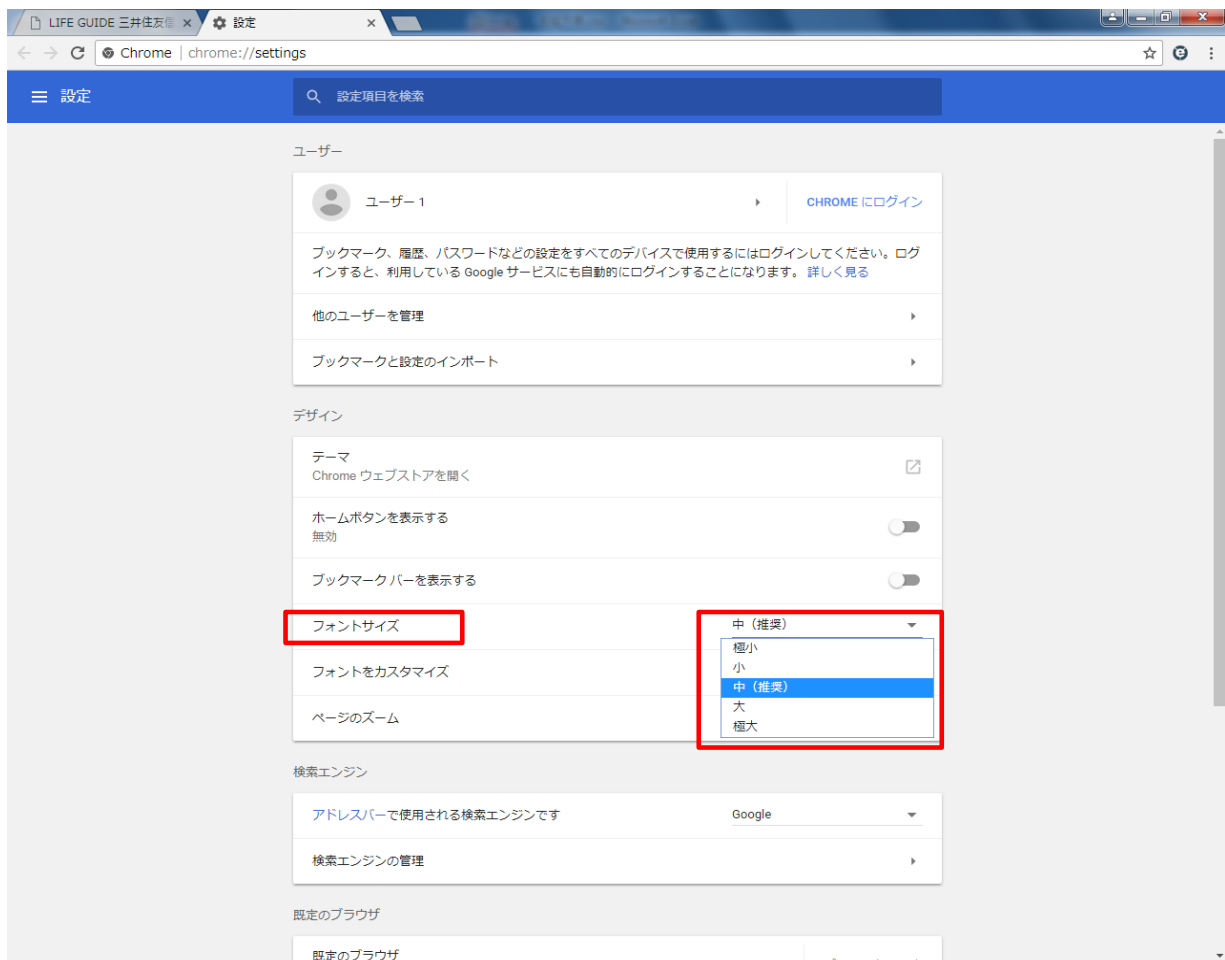 LIFE GUIDE 三井住友信
設定
Chrome | chrome://settings
設定
設定項目を検索
ユーザー
ユーザー 1
CHROME にログイン
ブックマーク、履歴、パスワードなどの設定をすべてのデバイスで使用するにはログインしてください。ログ
インすると、利用している Google サービスにも自動的にログインすることになります。 詳しく見る
他のユーザーを管理
ブックマークと設定のインポート
デザイン
テーマ
Chrome ウェブストアを開く
ホームボタンを表示する
無効
ブックマーク バーを表示する
フォントサイズ
中（推奨）
極小
小
中（推奨）
大
極大
フォントをカスタマイズ
ページのズーム
検索エンジン
アドレスバーで使用される検索エンジンです
Google
検索エンジンの管理
既定のブラウザ
既定のブラウザ